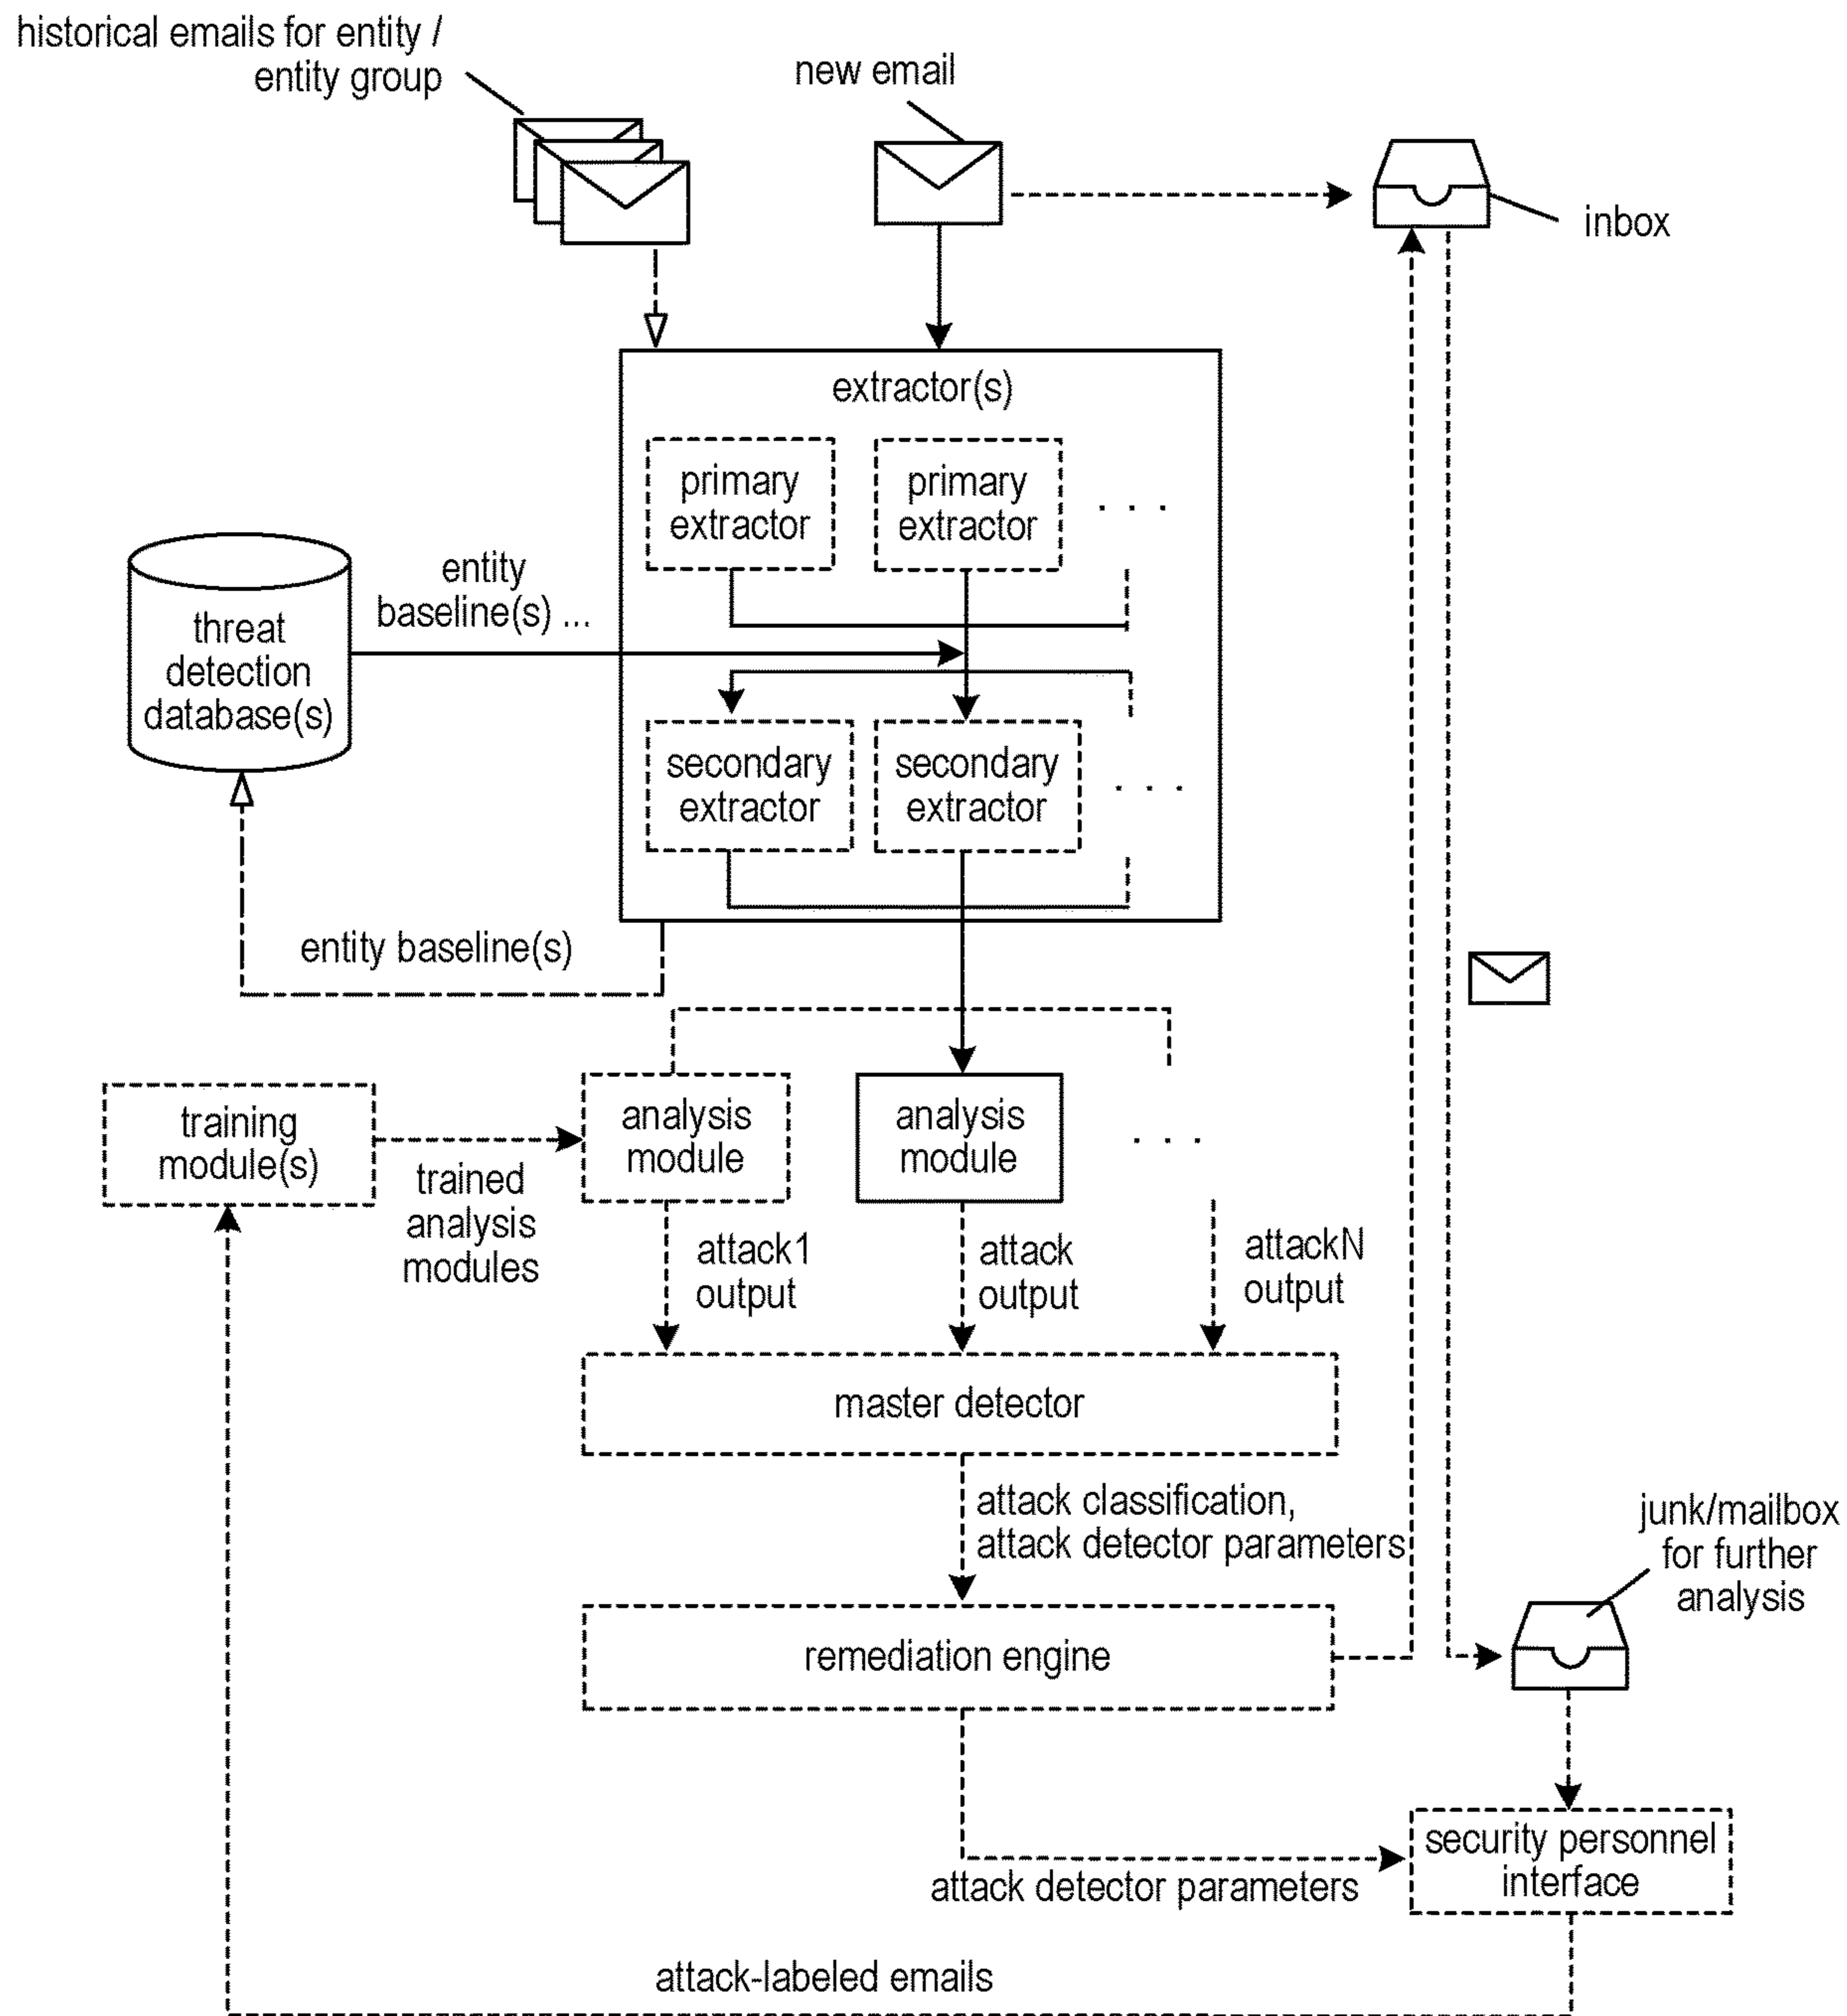 historical emails for entity /
entity group
new email
inbox
extractor(s)
primary
extractor
primary
extractor
. . .
entity
baseline(s) ...
threat
detection
database(s)
secondary
extractor
secondary
extractor
. . .
entity baseline(s)
training
module(s)
trained
analysis
modules
analysis
module
analysis
module
. . .
attack1
output
attack
output
attackN
output
master detector
attack classification,
attack detector parameters
junk/mailbox
for further
analysis
remediation engine
security personnel
interface
attack detector parameters
attack-labeled emails